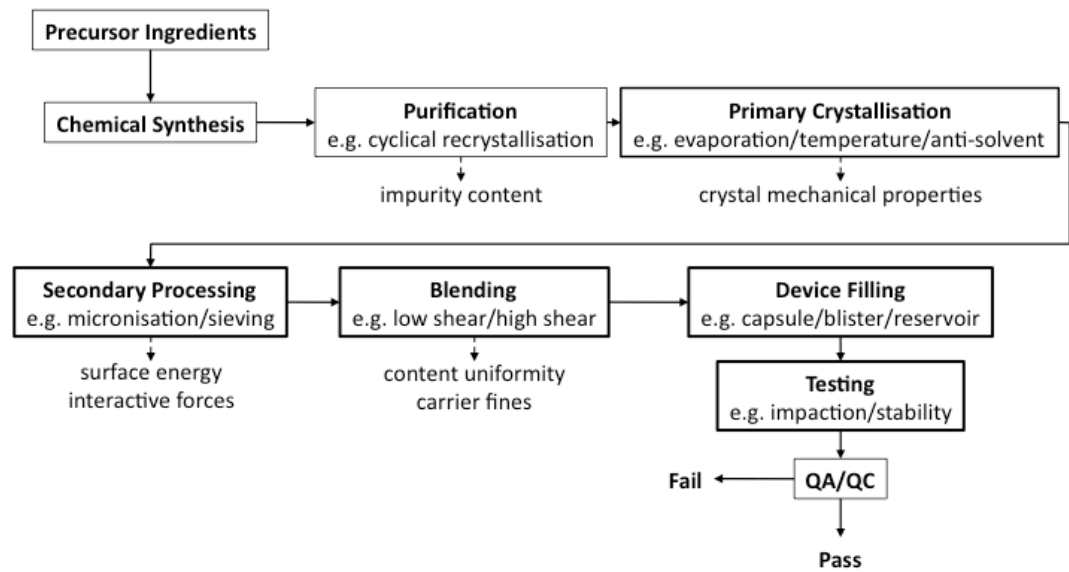 Precursor Ingredients
Chemical Synthesis
Purification
e.g. cyclical recrystallisation
impurity content
Primary Crystallisation
e.g. evaporation/temperature/anti-solvent
crystal mechanical properties
Secondary Processing
e.g. micronisation/sieving
surface energy
interactive forces
Blending
e.g. low shear/high shear
content uniformity
carrier fines
Device Filling
e.g. capsule/blister/reservoir
Testing
e.g. impaction/stability
QA/QC
Fail
Pass